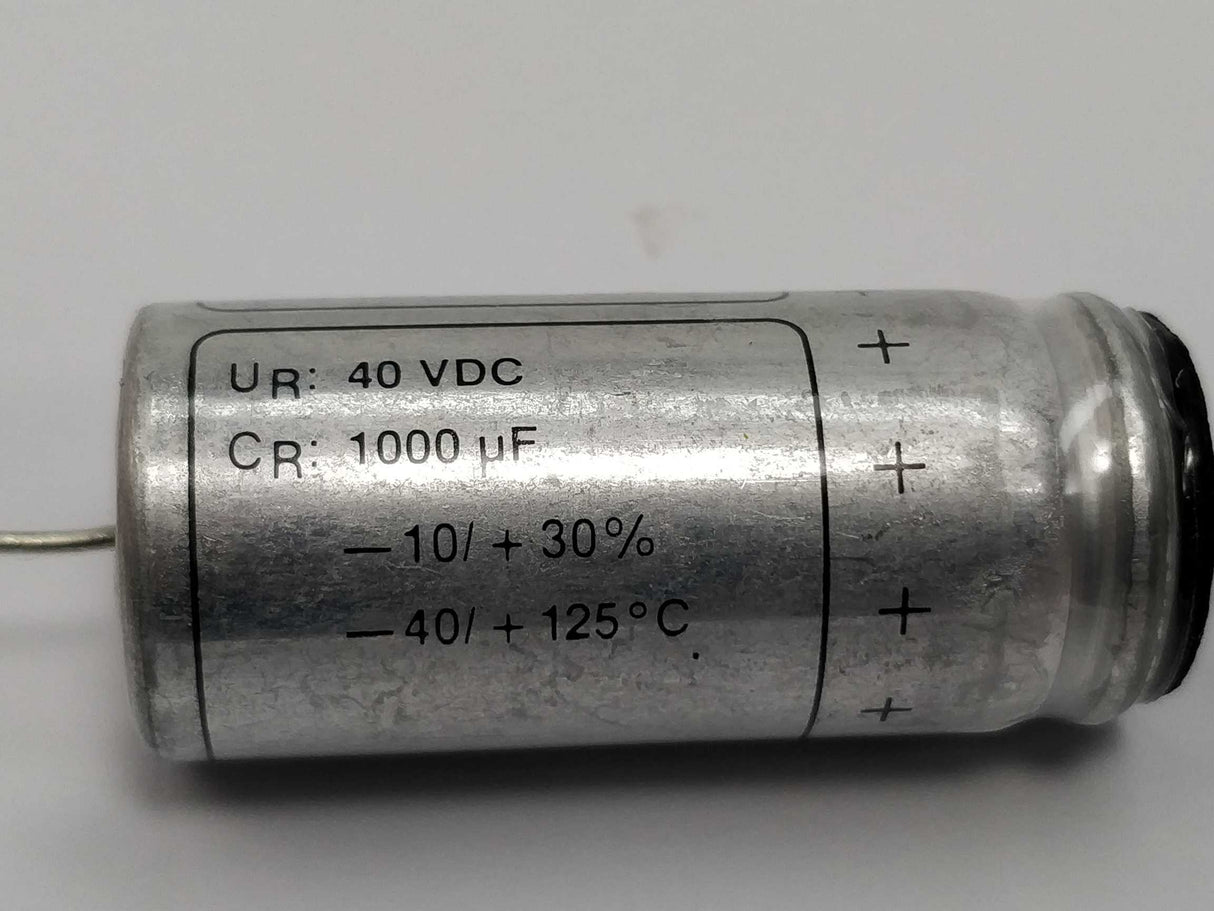 UR: 40 VDC +
CR: 1000 µF +
—10/ + 30%
—40/ + 125°C +
+